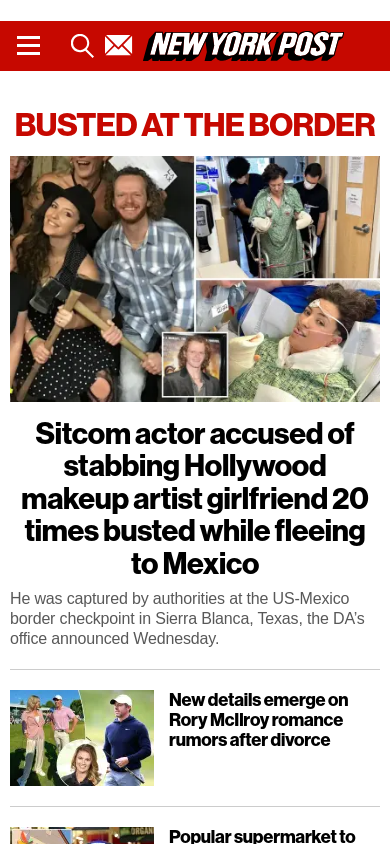 NEW YORK POST
BUSTED AT THE BORDER
Sitcom actor accused of
stabbing Hollywood
makeup artist girlfriend 20
times busted while fleeing
to Mexico
He was captured by authorities at the US-Mexico
border checkpoint in Sierra Blanca, Texas, the DA’s
office announced Wednesday.
New details emerge on
Rory McIlroy romance
rumors after divorce
ORGAN
Popular supermarket to